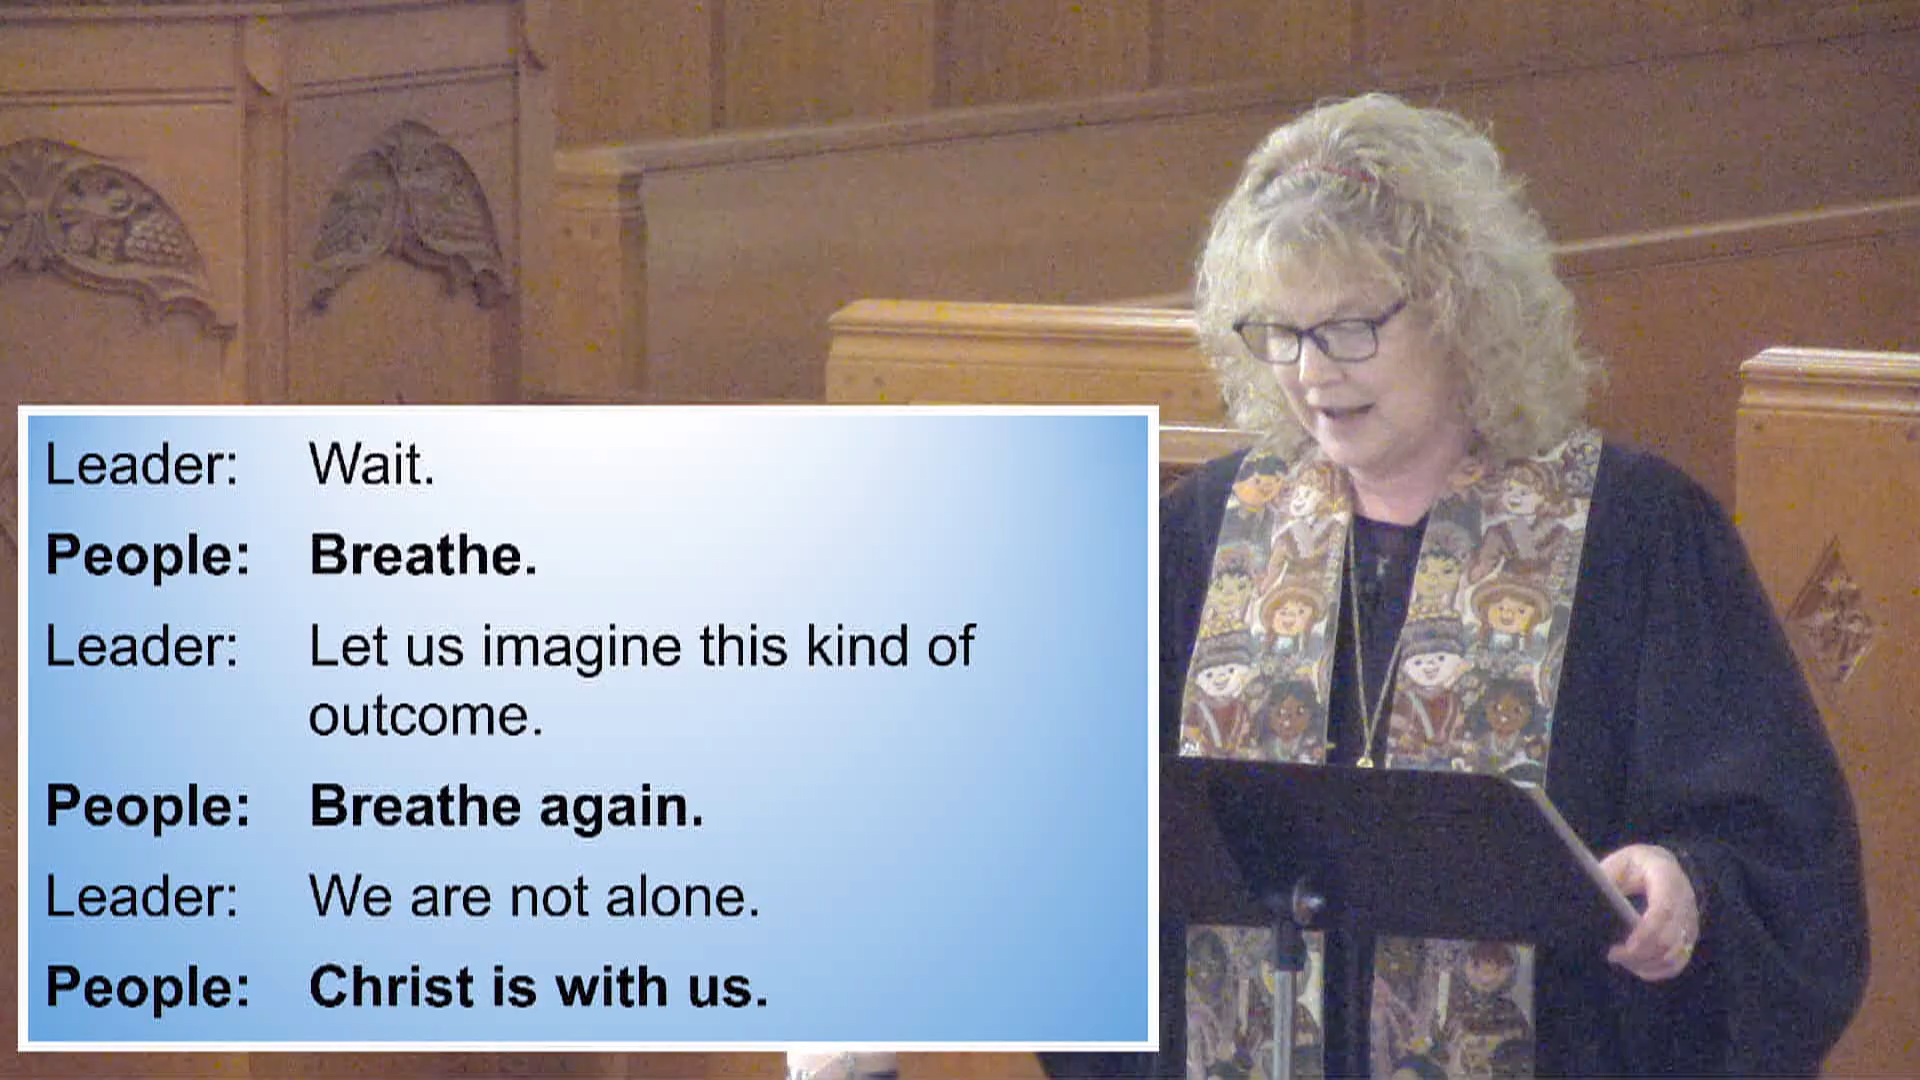 Leader: Wait.
People: Breathe.
Leader: Let us imagine this kind of
outcome.
People: Breathe again.
Leader: We are not alone.
People: Christ is with us.